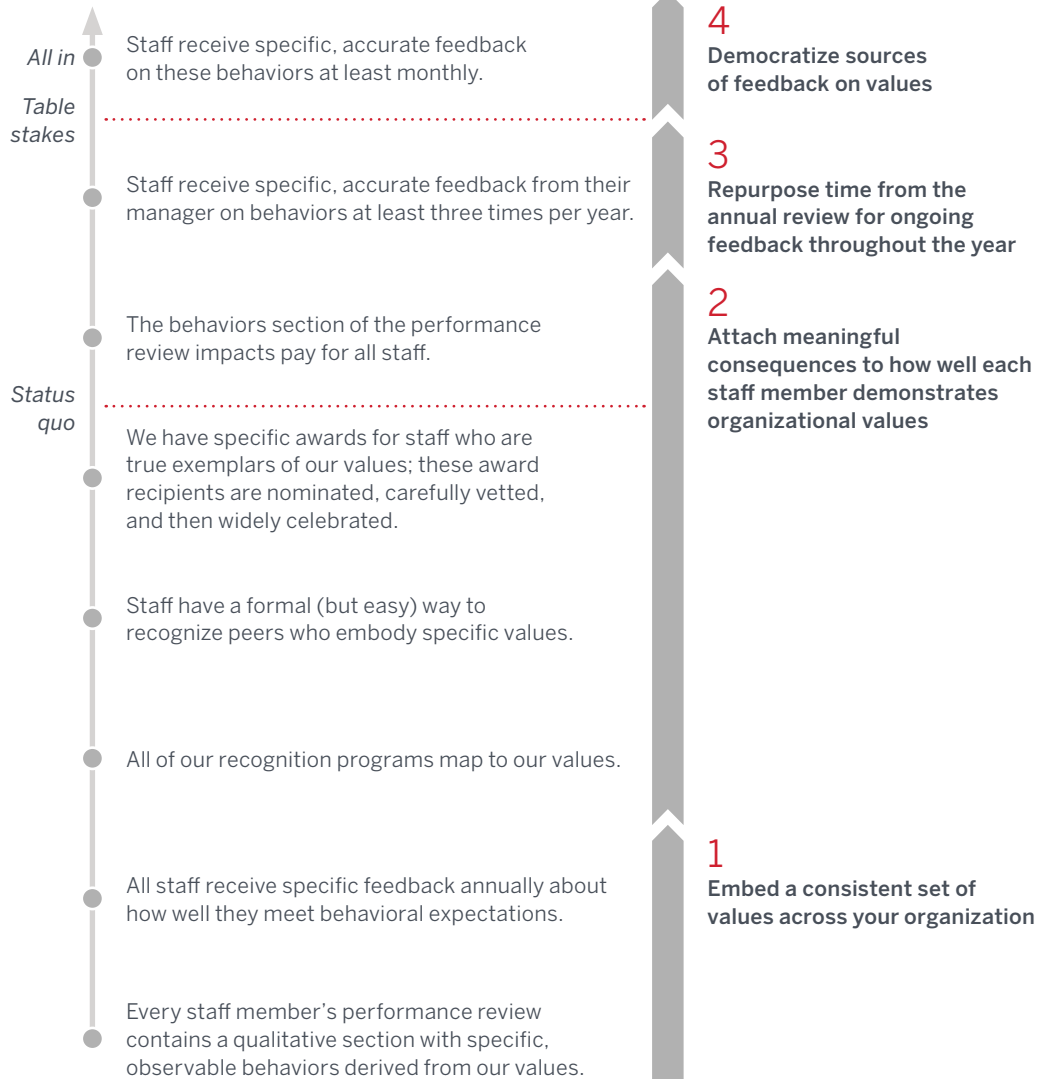 All in
Staff receive specific, accurate feedback
on these behaviors at least monthly.
4
Democratize sources
of feedback on values
Table
stakes
3
Repurpose time from the
annual review for ongoing
feedback throughout the year
Staff receive specific, accurate feedback from their
manager on behaviors at least three times per year.
2
Attach meaningful
consequences to how well each
staff member demonstrates
organizational values
The behaviors section of the performance
review impacts pay for all staff.
Status
quo
We have specific awards for staff who are
true exemplars of our values; these award
recipients are nominated, carefully vetted,
and then widely celebrated.
Staff have a formal (but easy) way to
recognize peers who embody specific values.
All of our recognition programs map to our values.
1
Embed a consistent set of
values across your organization
All staff receive specific feedback annually about
how well they meet behavioral expectations.
Every staff member’s performance review
contains a qualitative section with specific,
observable behaviors derived from our values.